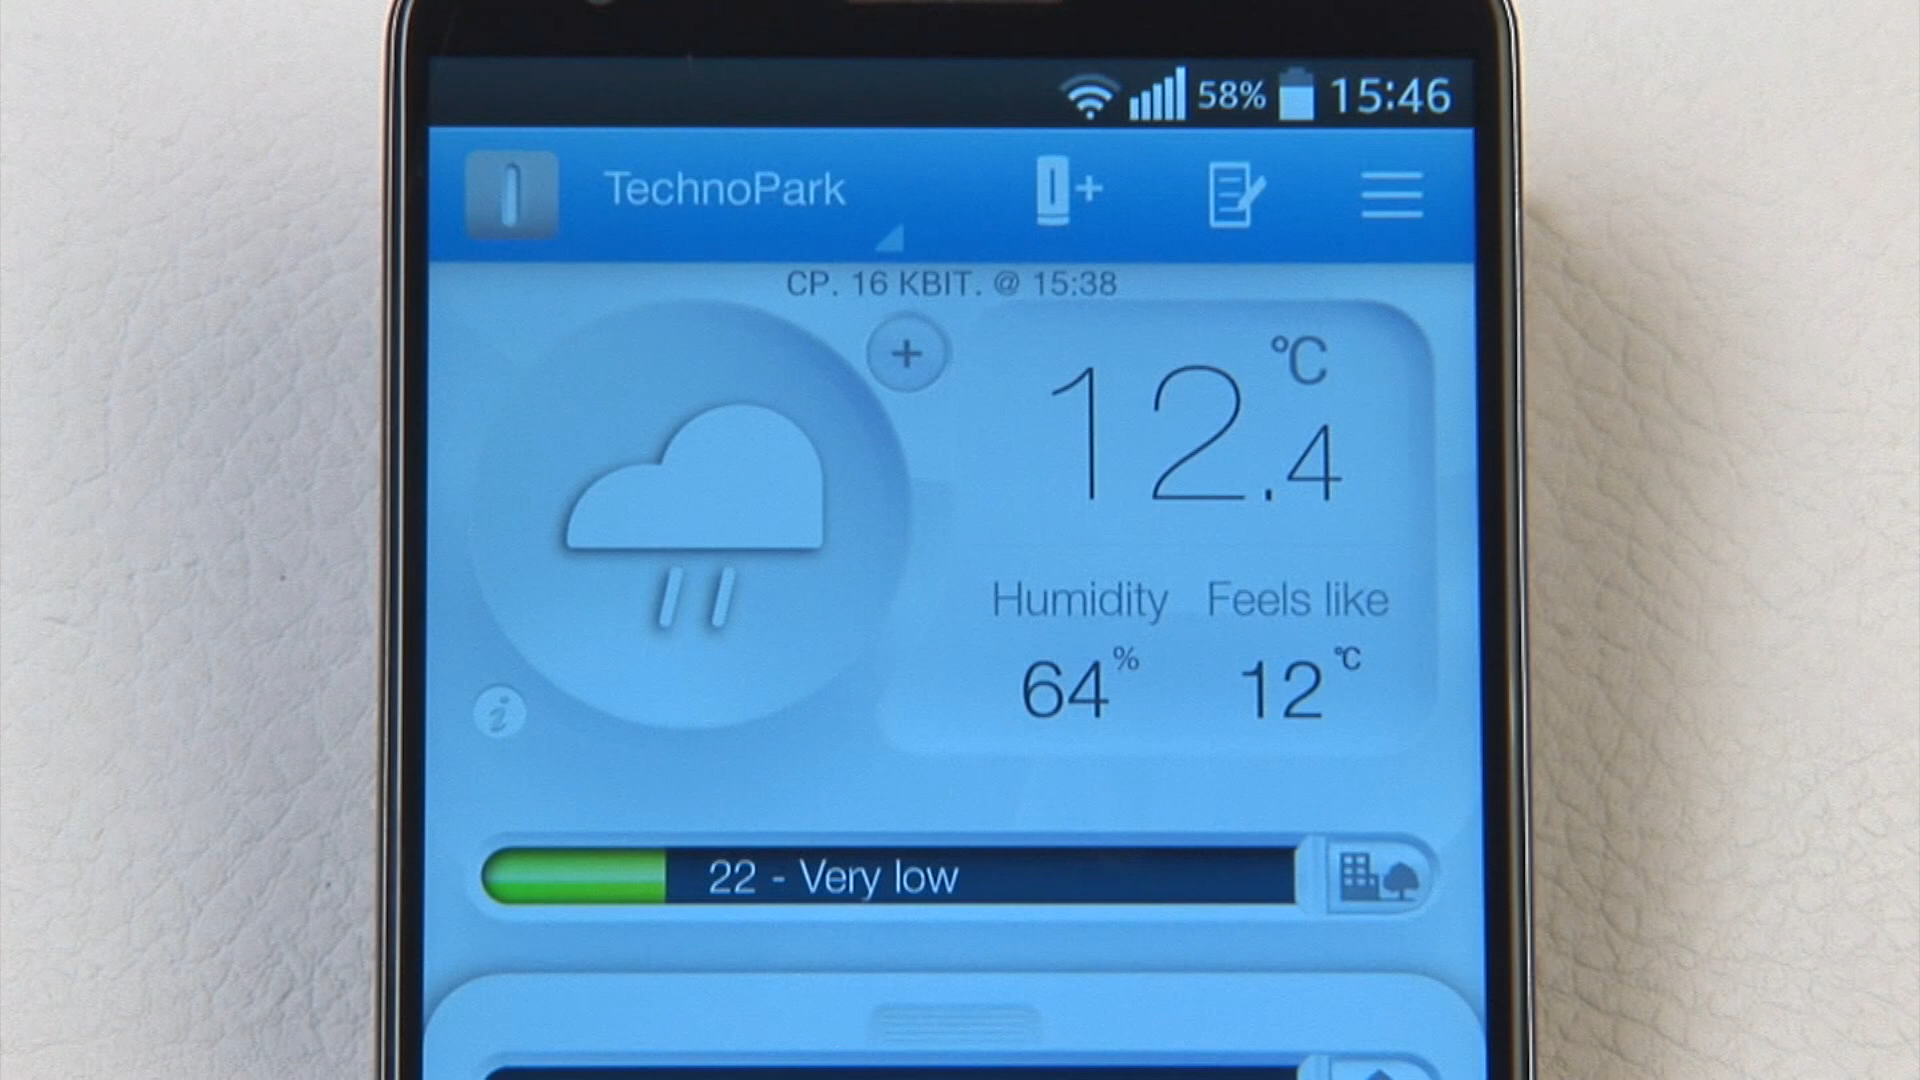 58% 15:46
TechnoPark
СР. 16 КВІТ. @ 15:38
°C
12.4
Humidity Feels like
64% 12°C
i
22 - Very low